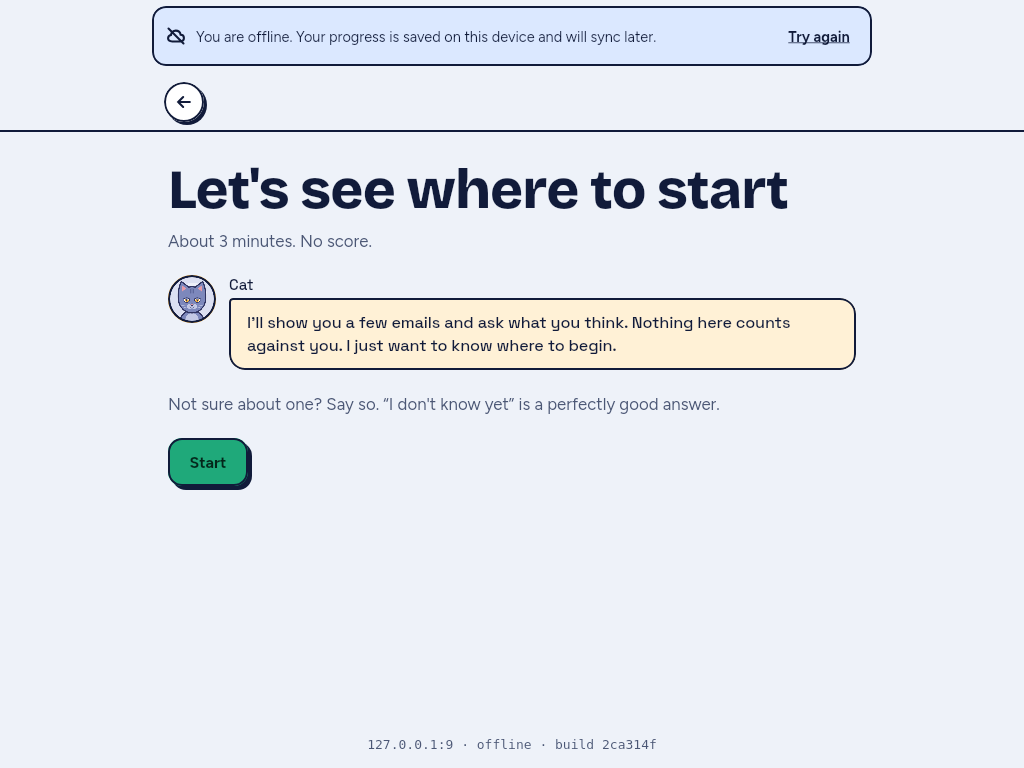 You are offline. Your progress is saved on this device and will sync later.
Try again
Let's see where to start
About 3 minutes. No score.
Cat
I’ll show you a few emails and ask what you think. Nothing here counts
against you. I just want to know where to begin.
Not sure about one? Say so. “I don't know yet” is a perfectly good answer.
Start
127.0.0.1:9 · offline · build 2ca314f